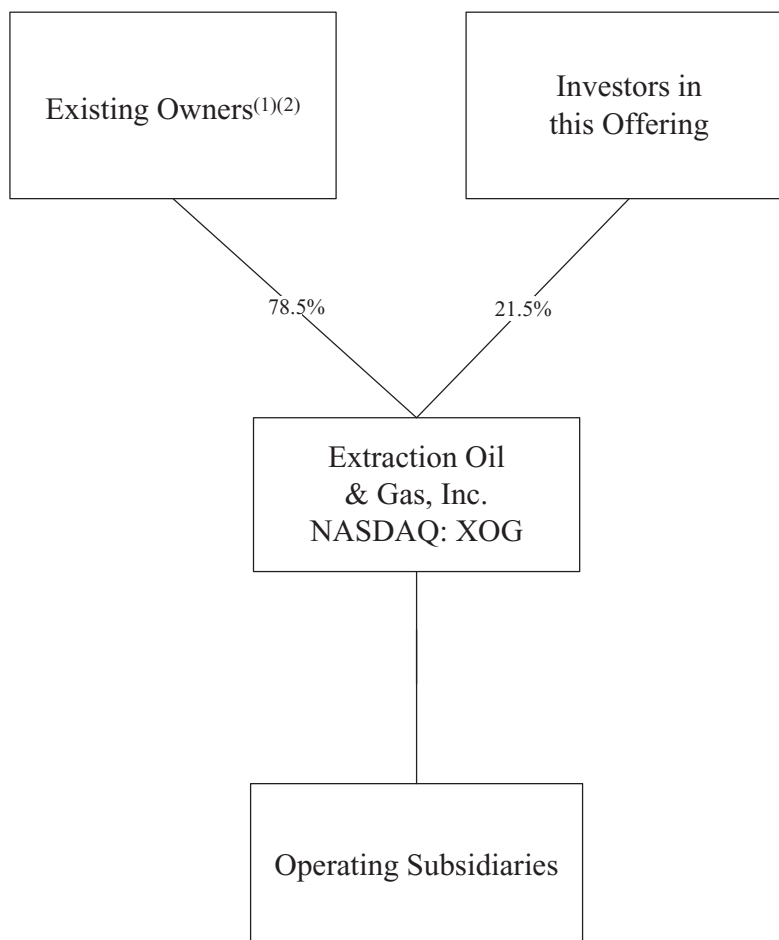 Existing Owners(1)(2)
Investors in
this Offering
78.5%
21.5%
Extraction Oil
& Gas, Inc.
NASDAQ: XOG
Operating Subsidiaries